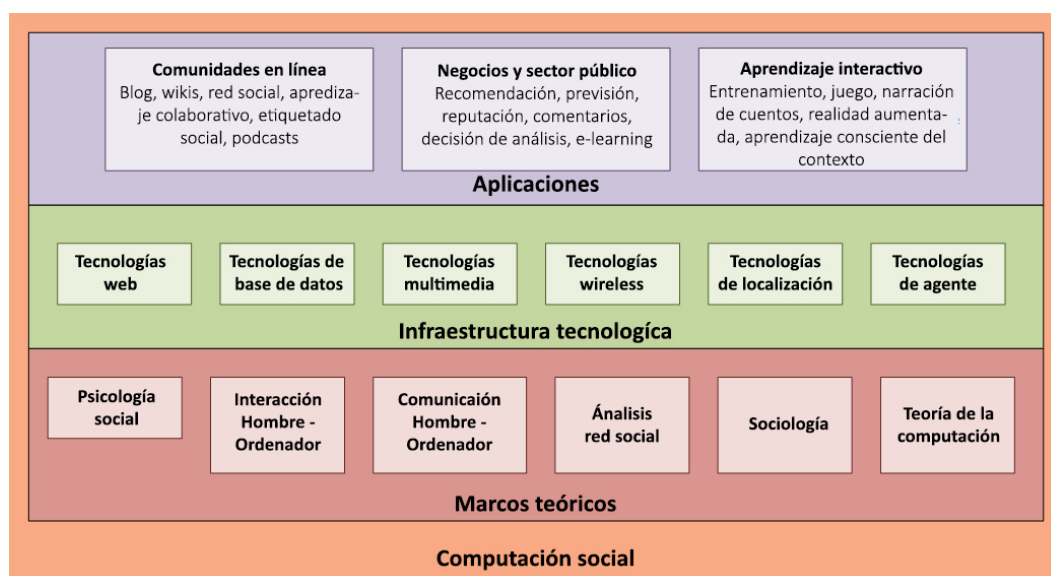 Comunidades en línea
Blog, wikis, red social, aprediza-
je colaborativo, etiquetado
social, podcasts
Negocios y sector público
Recomendación, previsión,
reputación, comentarios,
decisión de análisis, e-learning
Aprendizaje interactivo
Entrenamiento, juego, narración
de cuentos, realidad aumenta-
da, aprendizaje consciente del
contexto
Aplicaciones
Tecnologías
web
Tecnologías de
base de datos
Tecnologías
multimedia
Tecnologías
wireless
Tecnologías
de localización
Tecnologías
de agente
Infraestructura tecnologíca
Psicología
social
Interacción
Hombre -
Ordenador
Comunicaión
Hombre -
Ordenador
Ánalisis
red social
Sociología
Teoría de la
computación
Marcos teóricos
Computación social